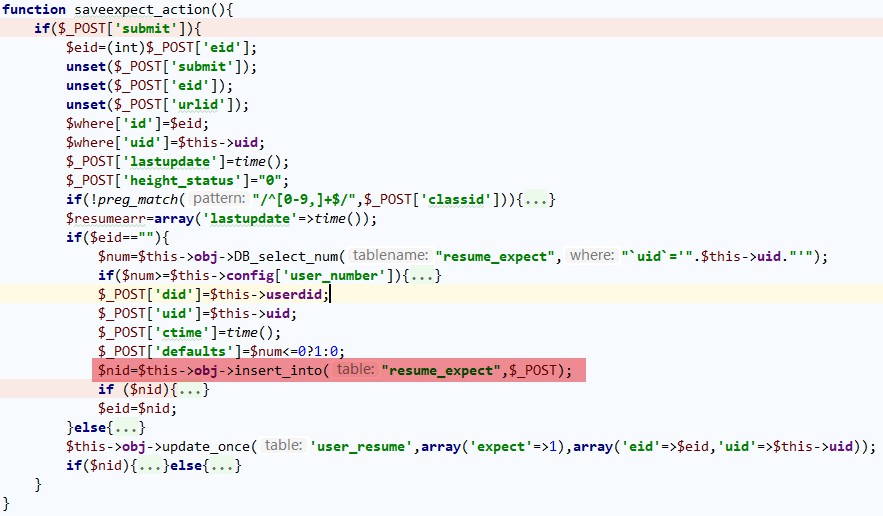 function saveexpect_action(){
if($_POST['submit']){
$eid=(int)$_POST['eid'];
unset($_POST['submit']);
unset($_POST['eid']);
unset($_POST['urlid']);
$where['id']=$eid;
$where['uid']=$this->uid;
$_POST['lastupdate']=time();
$_POST['height_status']="0";
if(!preg_match( pattern: "/^[0-9,]+$/",$_POST['classid'])){...}
$resumearr=array('lastupdate'=>time());
if($eid==""){
$num=$this->obj->DB_select_num( tablename: "resume_expect", where: "`uid`='".$this->uid."'");
if($num>=$this->config['user_number']){...}
$_POST['did']=$this->userdid;
$_POST['uid']=$this->uid;
$_POST['ctime']=time();
$_POST['defaults']=$num<=0?1:0;
$nid=$this->obj->insert_into( table: "resume_expect",$_POST);
if ($nid){...}
$eid=$nid;
}else{...}
$this->obj->update_once( table: 'user_resume',array('expect'=>1),array('eid'=>$eid,'uid'=>$this->uid));
if($nid){...}else{...}
}
}